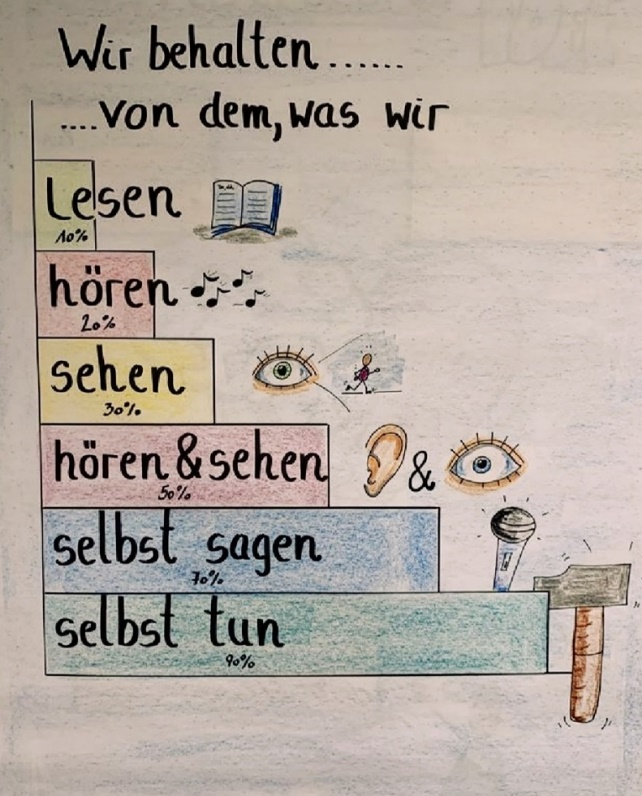 Wir behalten ......
....von dem, was wir
lesen
10%
hören
20%
sehen
30%
hören & sehen
50%
&
selbst sagen
70%
selbst tun
90%